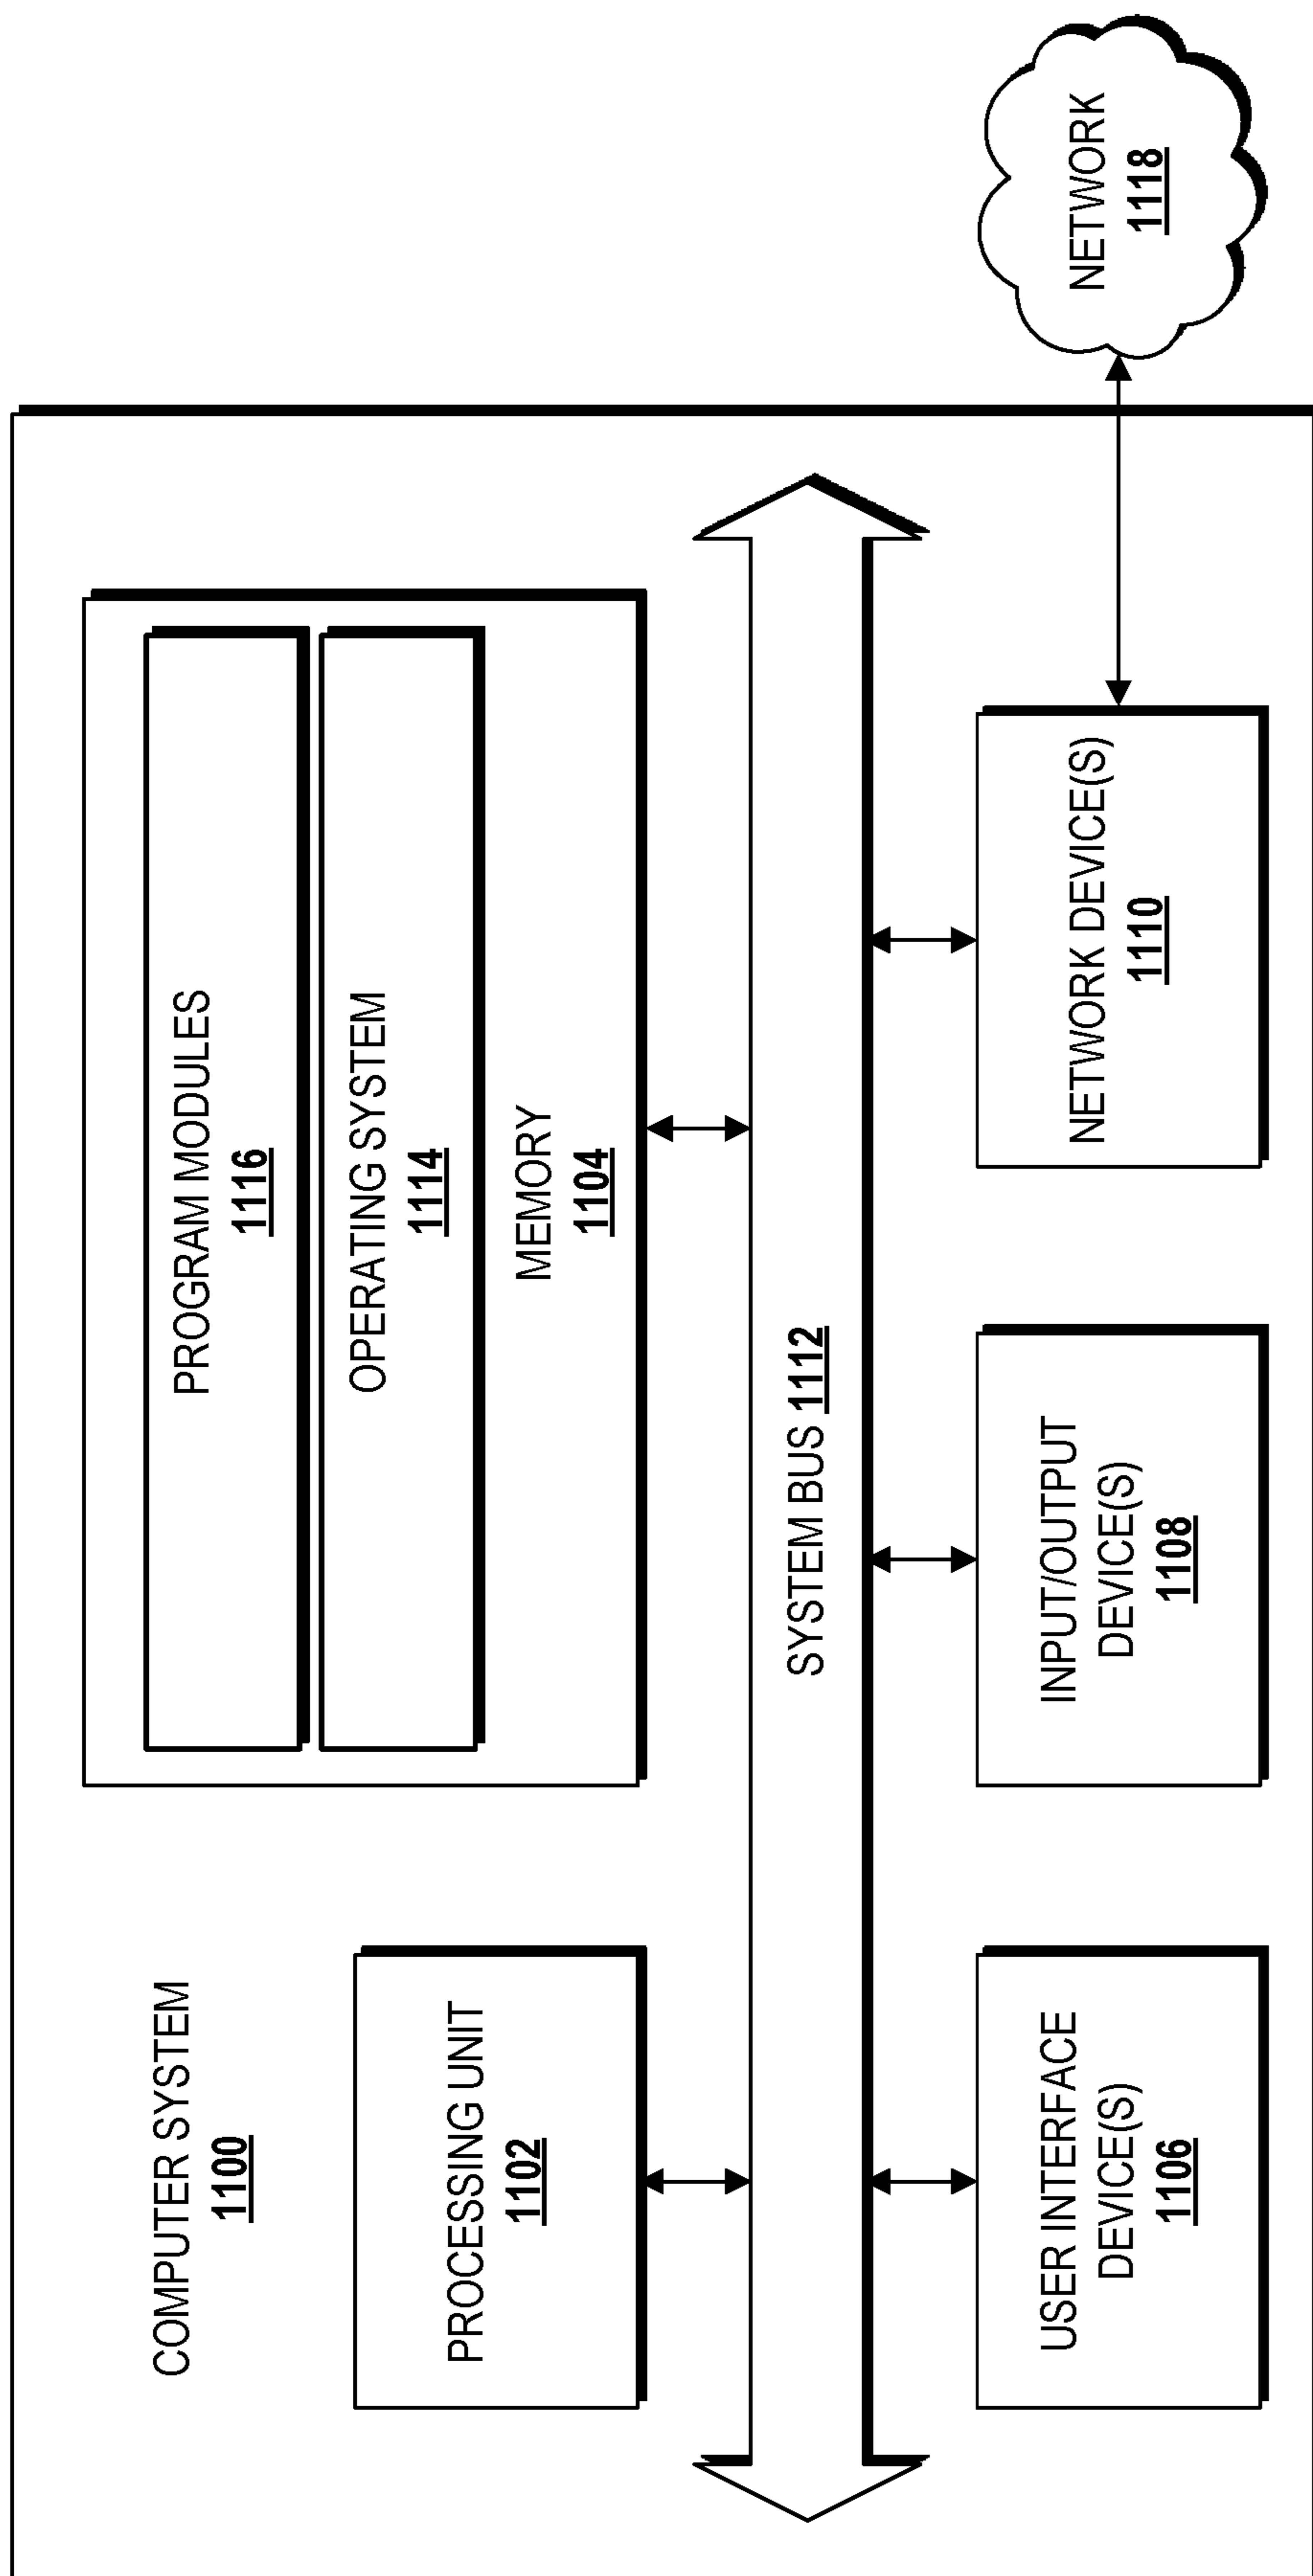 COMPUTER SYSTEM
1100
PROGRAM MODULES
1116
OPERATING SYSTEM
1114
MEMORY
1104
PROCESSING UNIT
1102
SYSTEM BUS 1112
USER INTERFACE
DEVICE(S)
1106
INPUT/OUTPUT
DEVICE(S)
1108
NETWORK DEVICE(S)
1110
NETWORK
1118